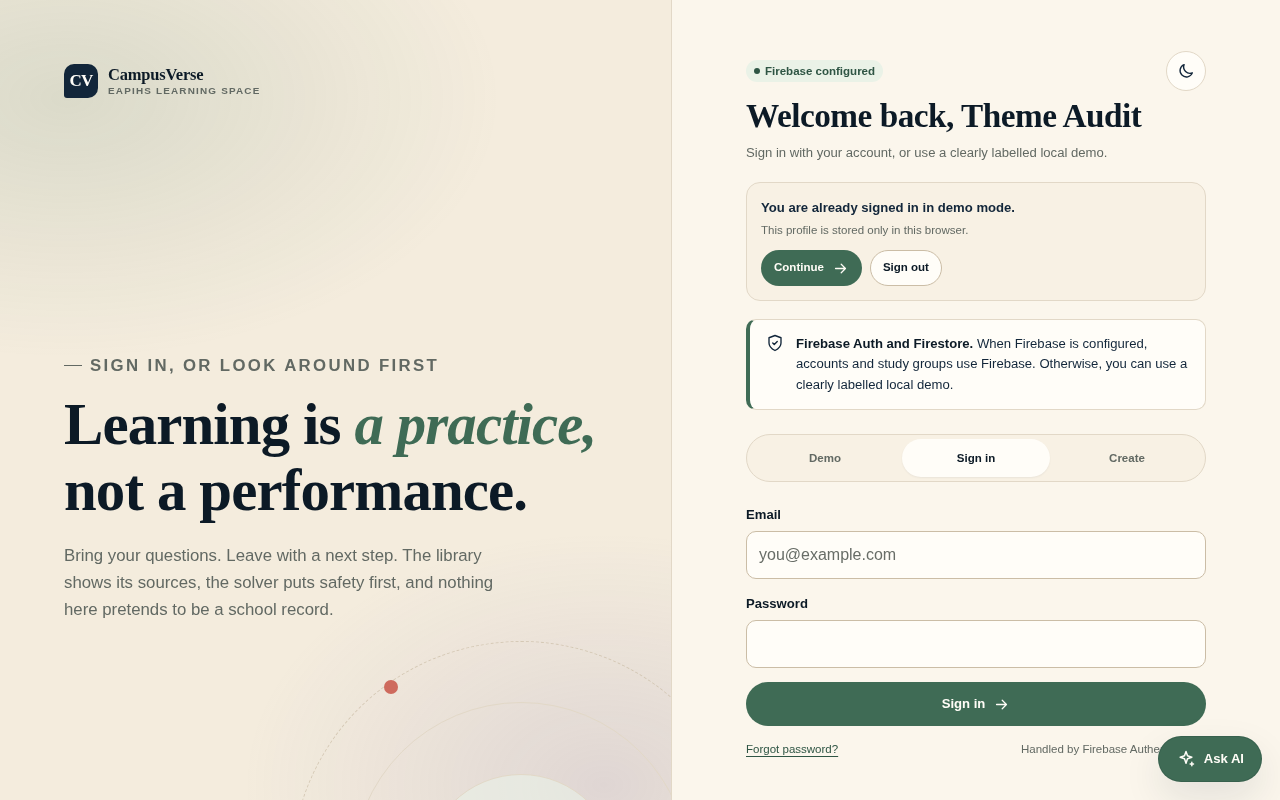 CV
CampusVerse
EAPIHS LEARNING SPACE
— SIGN IN, OR LOOK AROUND FIRST
Learning is a practice,
not a performance.
Bring your questions. Leave with a next step. The library
shows its sources, the solver puts safety first, and nothing
here pretends to be a school record.
Firebase configured
Welcome back, Theme Audit
Sign in with your account, or use a clearly labelled local demo.
You are already signed in in demo mode.
This profile is stored only in this browser.
Continue
Sign out
Firebase Auth and Firestore. When Firebase is configured,
accounts and study groups use Firebase. Otherwise, you can use a
clearly labelled local demo.
Demo
Sign in
Create
Email
you@example.com
Password
Sign in
Forgot password?
Handled by Firebase
Ask AI